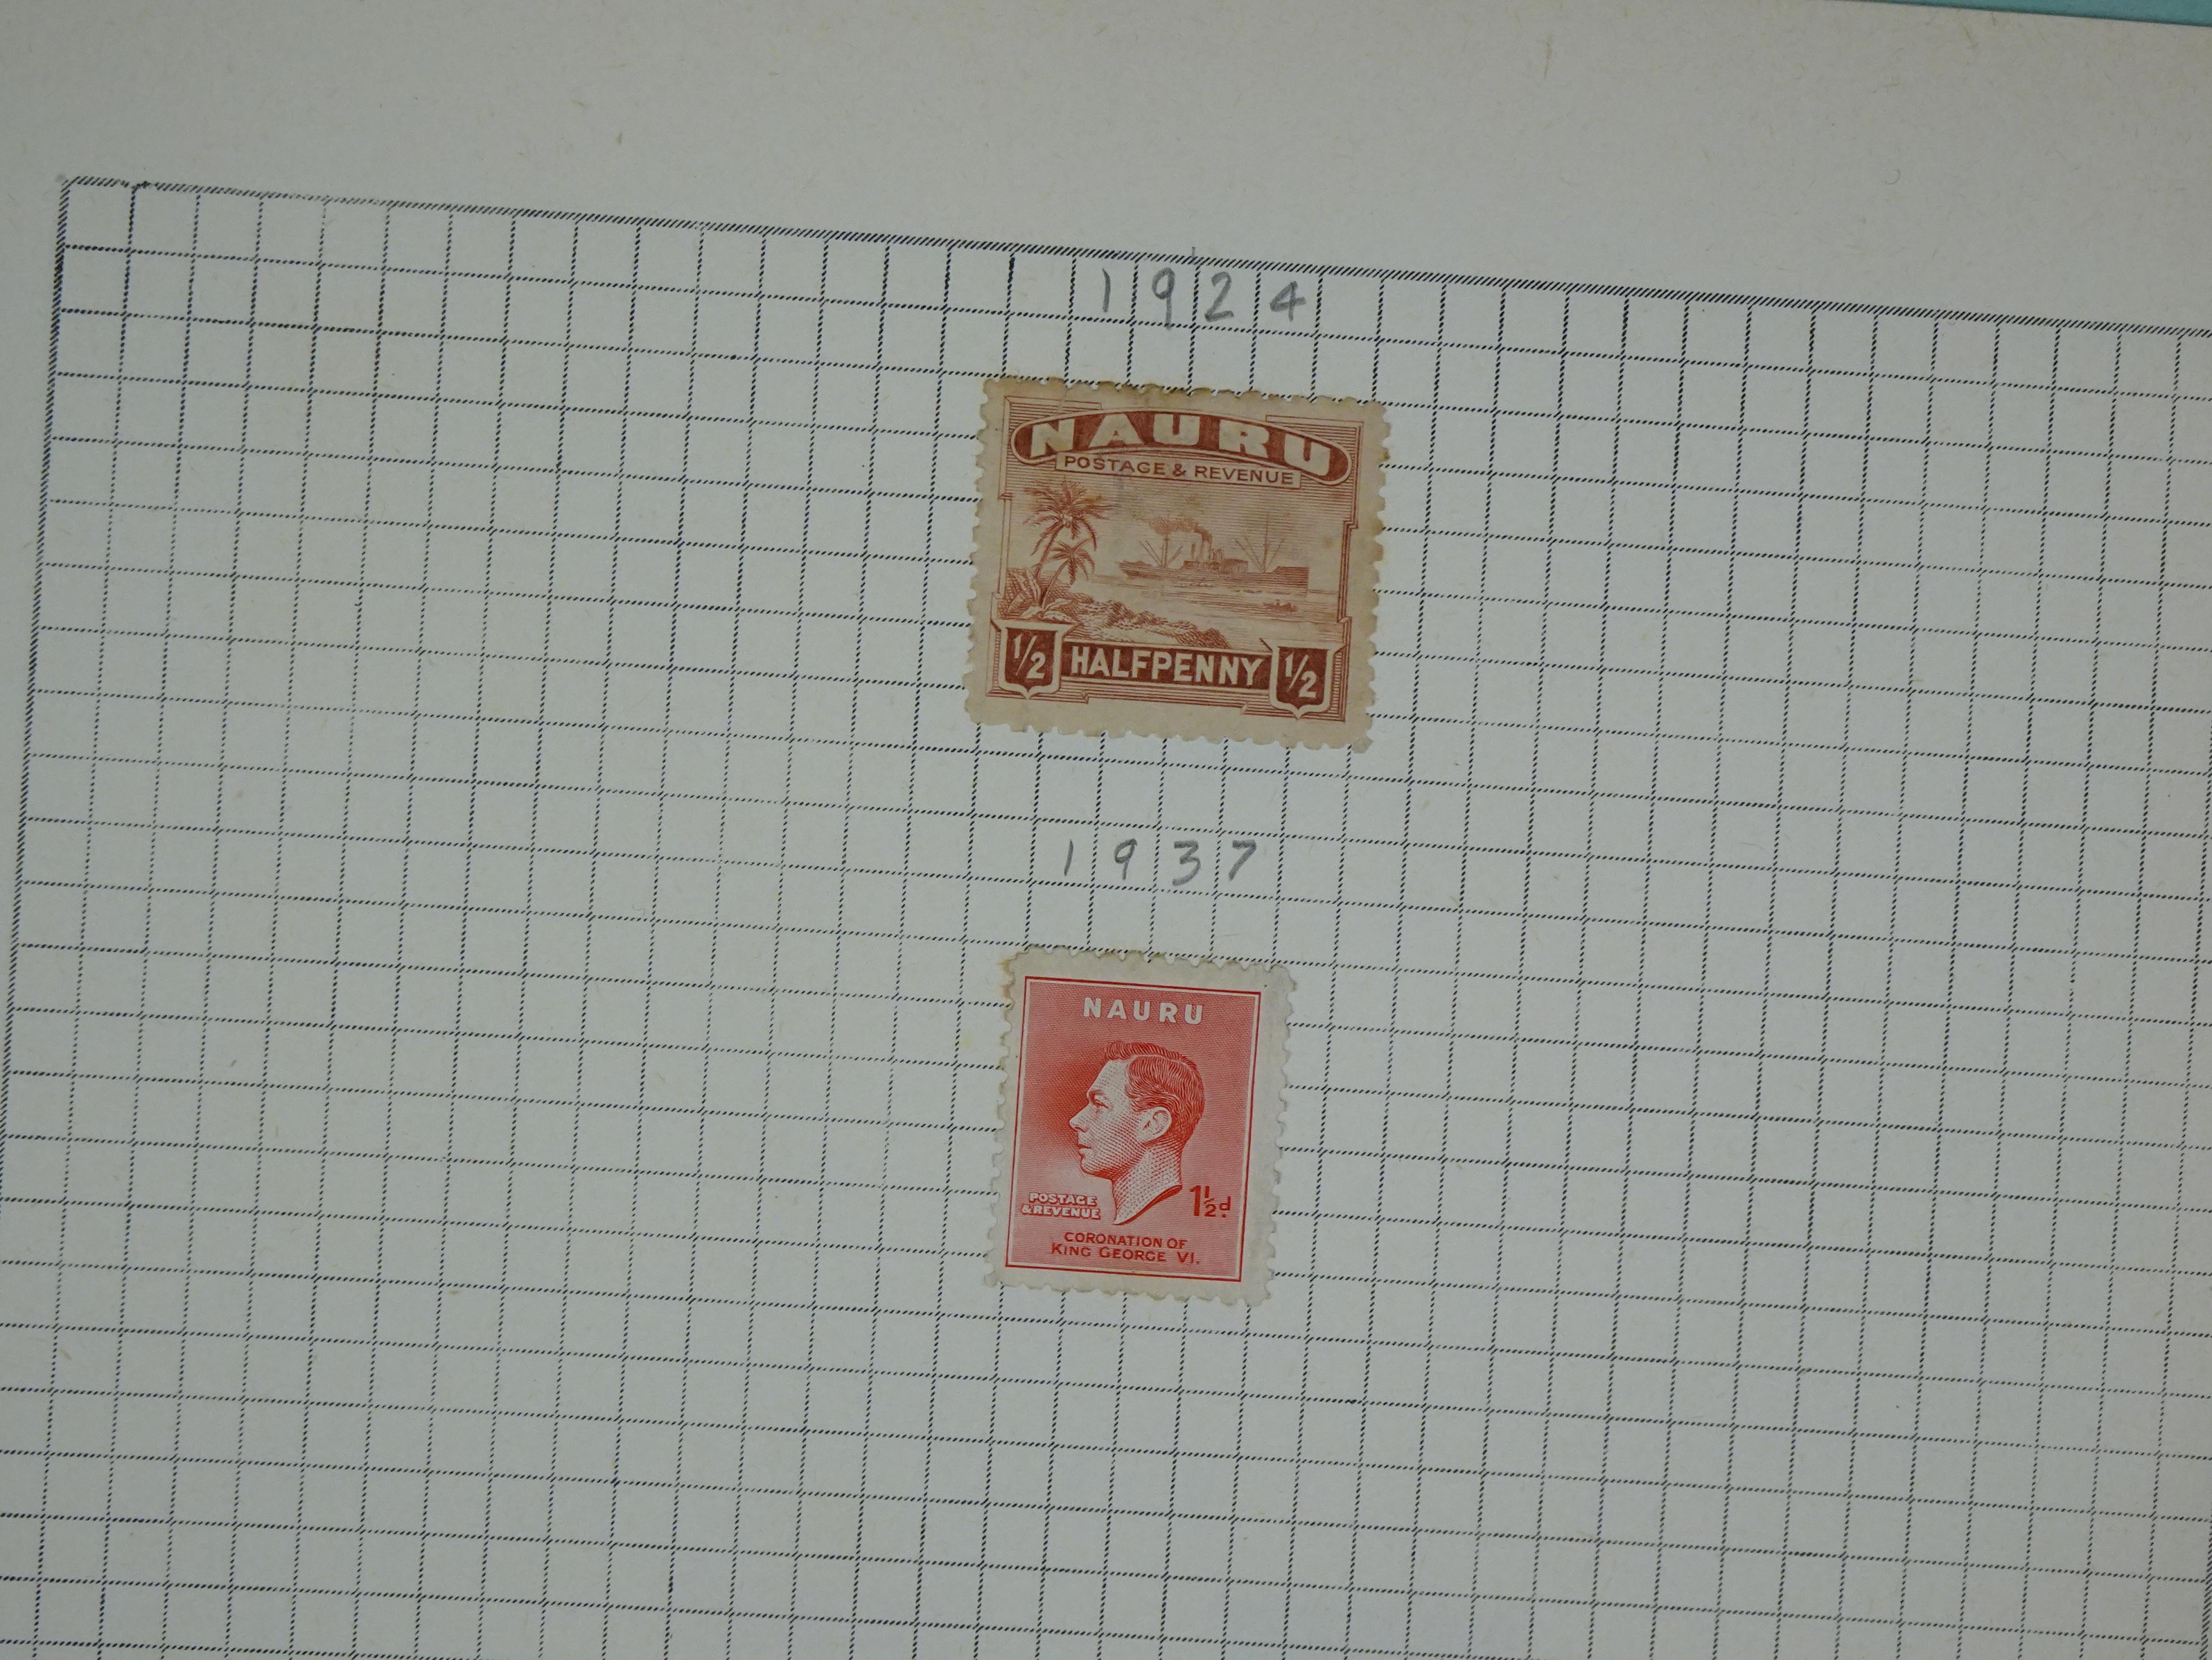 1924
NAURU
POSTAGE & REVENUE
1/2 HALFPENNY 1/2
1937
NAURU
POSTAGE
& REVENUE
1½d.
CORONATION OF
KING GEORGE VI.